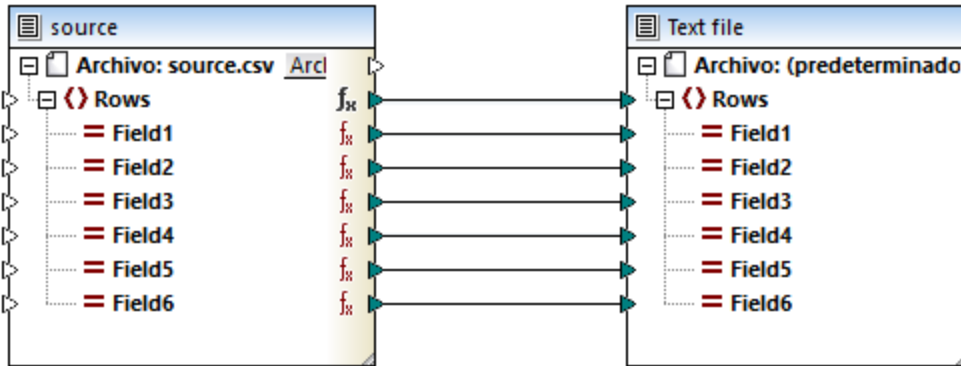 source
Archivo: source.csv Arcl
Rows
Field1
Field2
Field3
Field4
Field5
Field6
Text file
Archivo: (predeterminado
Rows
Field1
Field2
Field3
Field4
Field5
Field6